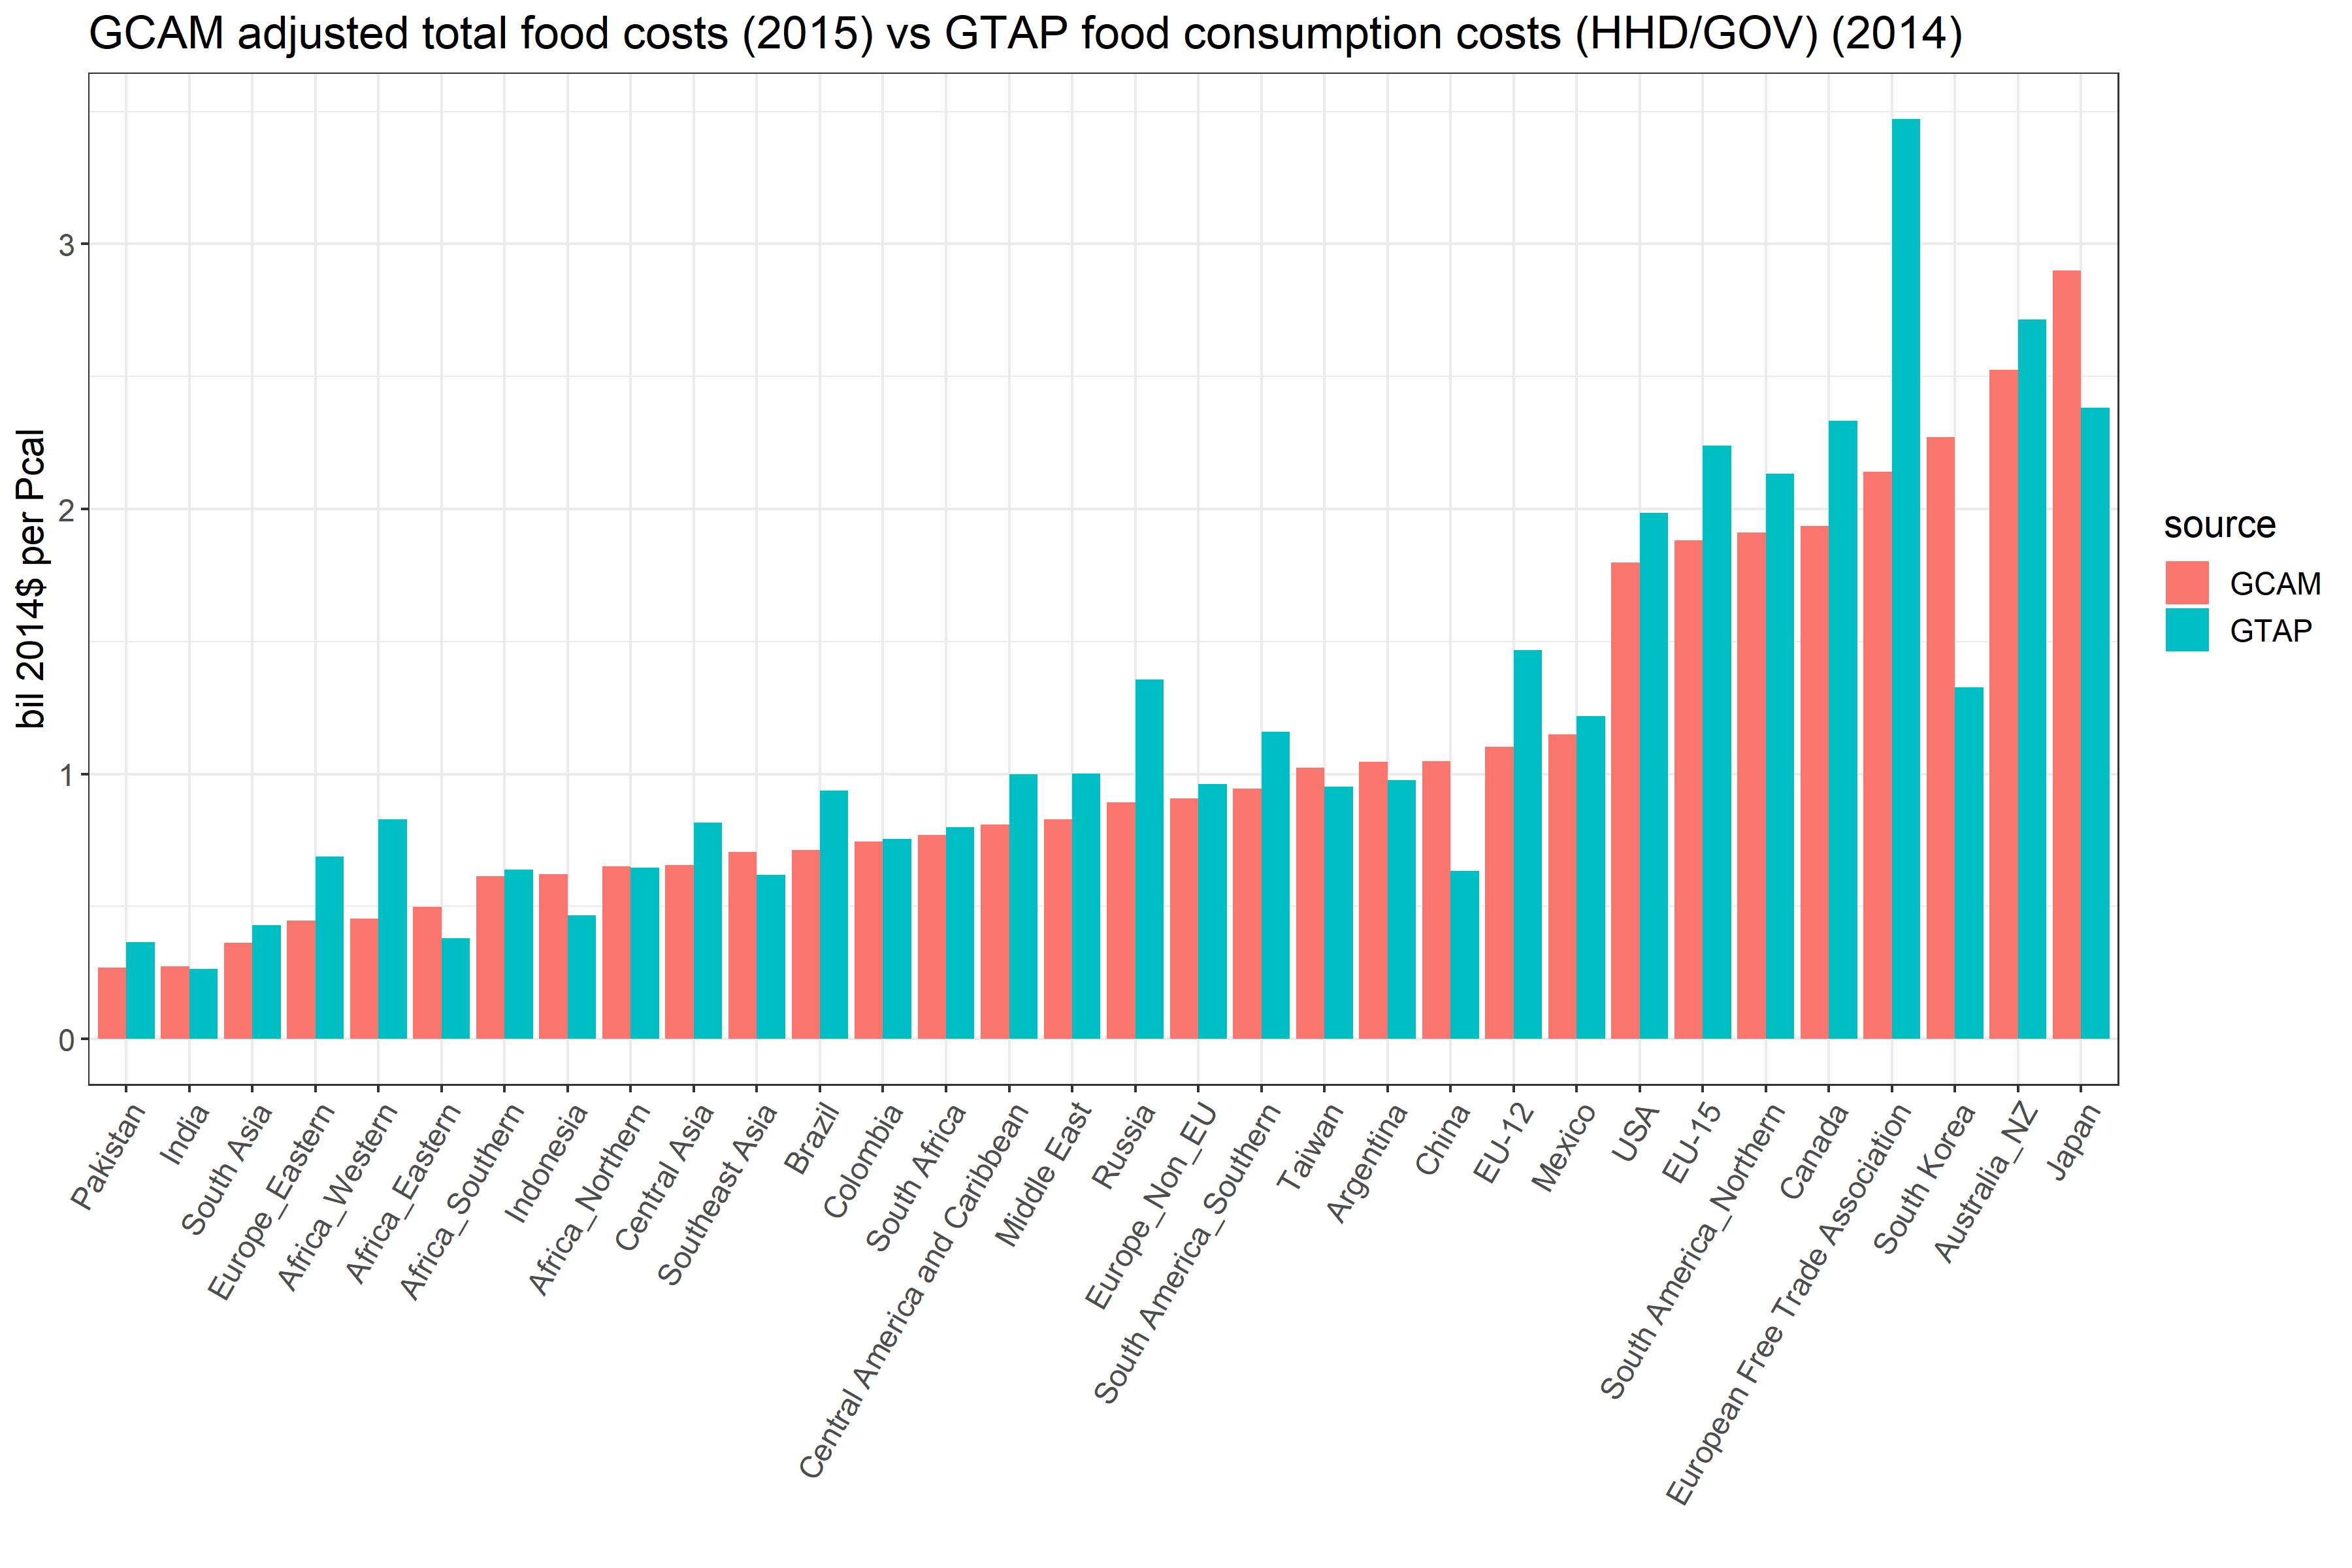 GCAM adjusted total food costs (2015) vs GTAP food consumption costs (HHD/GOV) (2014)
bil 2014$ per Pcal
3
2
1
0
Pakistan
India
South Asia
Europe_Eastern
Africa_Western
Africa_Eastern
Africa_Southern
Indonesia
Africa_Northern
Central Asia
Southeast Asia
Brazil
Colombia
South Africa
Central America and Caribbean
Middle East
Russia
Europe_Non_EU
South America_Southern
Taiwan
Argentina
China
EU-12
Mexico
USA
EU-15
South America_Northern
Canada
European Free Trade Association
South Korea
Australia_NZ
Japan
source
GCAM
GTAP